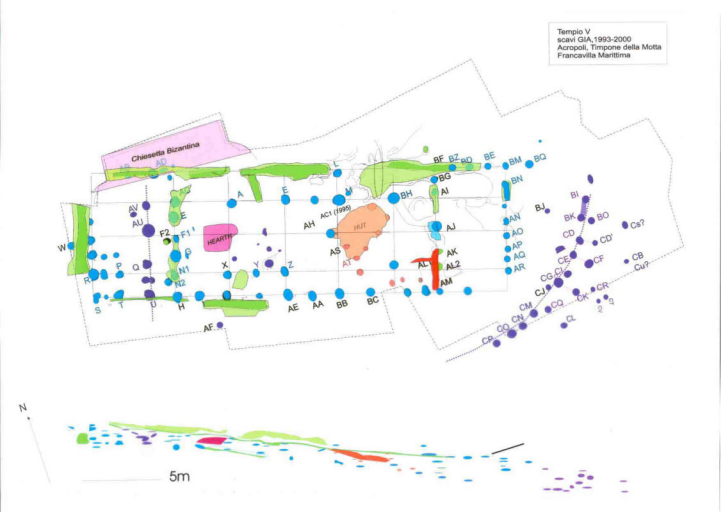 Tempio V
scavi GIA,1993-2000
Acropoli, Timpone della Motta
Francavilla Marittima
Chiesetta Bizantina
AD
L
BF
BZ
BD
BE
BM
BQ
BG
BN
AG
A
E
M
BH
AI
AV
AC1 (1995)
BJ
BI
E
AU
AH
HUT
AJ
AN
BK
BO
Cs?
F2
F1
HEARTH
AO
CD
CD'
W
AS
AK
AP
G
CE
AL
AQ
CB
P
Q
X
Y
Z
AT
AL2
CF
Cu?
R
N1
AR
CG
N2
AM
CJ
CK
CR
S
T
U
H
AE
AA
BB
BC
CM
CQ
AF
CN
CL
CO
CP
N
5m